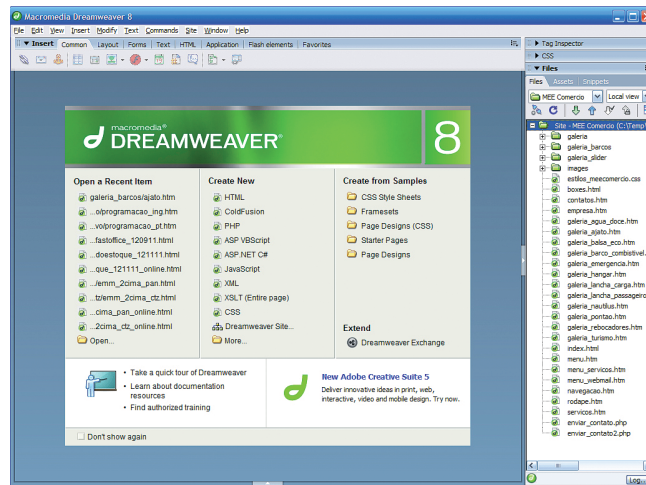 Macromedia Dreamweaver 8
File Edit View Insert Modify Text Commands Site Window Help
Insert Common Layout Forms Text HTML Application Flash elements Favorites
Tag Inspector
CSS
Files
Files Assets Snippets
MEE Comercio Local view
Site - MEE Comercio (C:\Temp\
galeria
galeria_barcos
galeria_slider
images
estilos_meecomercio.css
boxes.html
contatos.htm
empresa.htm
galeria_agua_doce.htm
galeria_ajato.htm
galeria_balsa_eco.htm
galeria_barco_combistivel.
galeria_emergencia.htm
galeria_hangar.htm
galeria_lancha_carga.htm
galeria_lancha_passageiro
galeria_nautilus.htm
galeria_pontao.htm
galeria_rebocadores.htm
galeria_turismo.htm
index.html
menu.htm
menu_servicos.htm
menu_webmail.htm
navegacao.htm
rodape.htm
servicos.htm
enviar_contato.php
enviar_contato2.php
Log...
macromedia®
DREAMWEAVER®
8
Open a Recent Item
galeria_barcos/ajato.htm
...o/programacao_ing.htm
...vo/programacao_pt.htm
...fastoffice_120911.html
...doestoque_121111.html
...que_121111_online.html
.../emm_2cima_pan.html
...tz/emm_2cima_ctz.html
...cima_pan_online.html
...2cima_ctz_online.html
Open...
Create New
HTML
ColdFusion
PHP
ASP VBScript
ASP.NET C#
JavaScript
XML
XSLT (Entire page)
CSS
Dreamweaver Site...
More...
Create from Samples
CSS Style Sheets
Framesets
Page Designs (CSS)
Starter Pages
Page Designs
Extend
Dreamweaver Exchange
• Take a quick tour of Dreamweaver
• Learn about documentation
resources
• Find authorized training
New Adobe Creative Suite 5
Deliver innovative ideas in print, web,
interactive, video and mobile design. Try now.
Don't show again